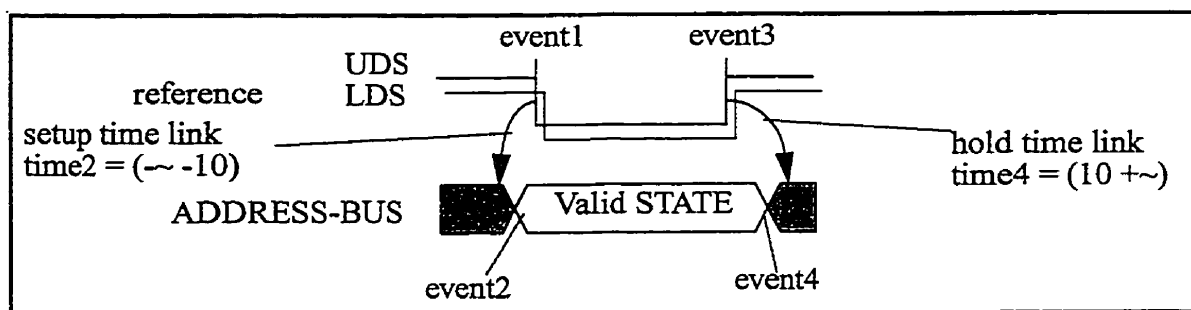 event1 event3
UDS
reference LDS
setup time link
time2 = (-~ -10)
hold time link
time4 = (10 +~)
ADDRESS-BUS Valid STATE
event2 event4